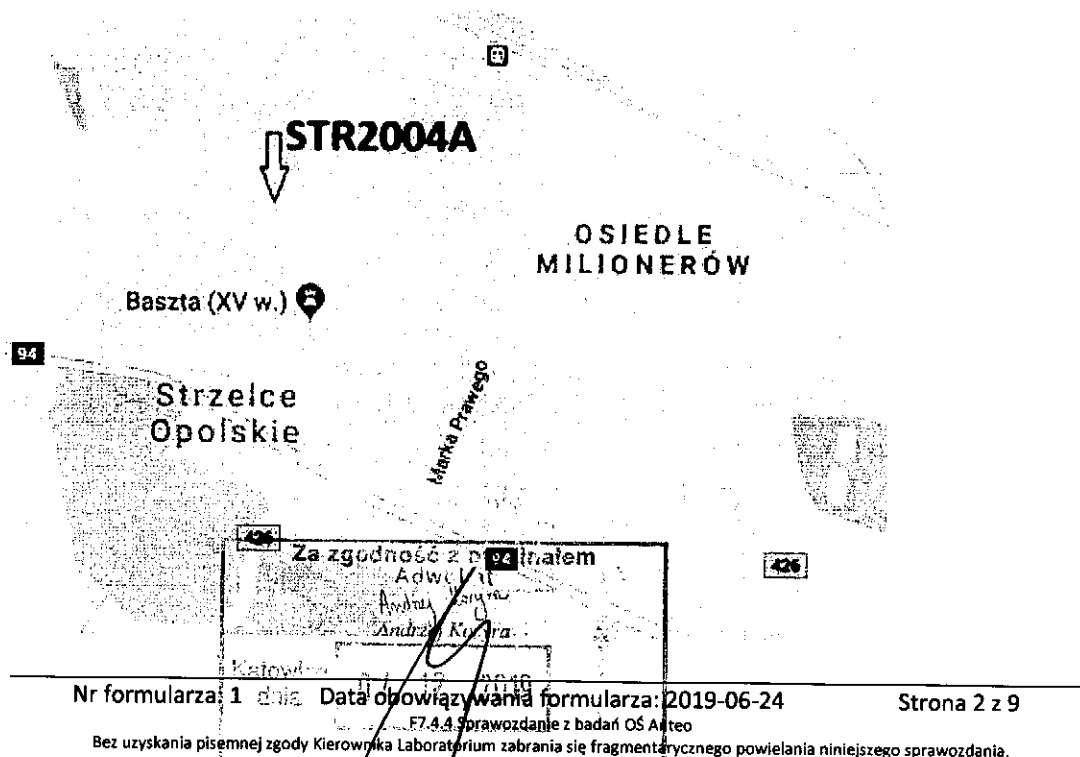 STR2004A
OSIEDLE
MILIONERÓW
Baszta (XV w.)
94
Strzelce
Opolskie
Marka Prawego
426
Za zgodność z
94
426
Adwokat
Andrzej
Katowice
dnia
Nr formularza: 1 Data obowiązywania formularza: 2019-06-24 Strona 2 z 9
F7.4.4 Sprawozdanie z badań OŚ Anteo
Bez uzyskania pisemnej zgody Kierownika Laboratorium zabrania się fragmentarycznego powielania niniejszego sprawozdania.